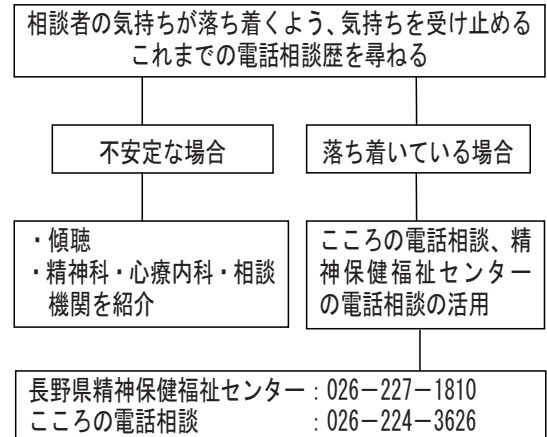 相談者の気持ちが落ち着くよう、気持ちを受け止める
これまでの電話相談歴を尋ねる
不安定な場合
落ち着いている場合
・傾聴
・精神科・心療内科・相談
機関を紹介
こころの電話相談、精
神保健福祉センター
の電話相談の活用
長野県精神保健福祉センター：026－227－1810
こころの電話相談　　　　　：026－224－3626